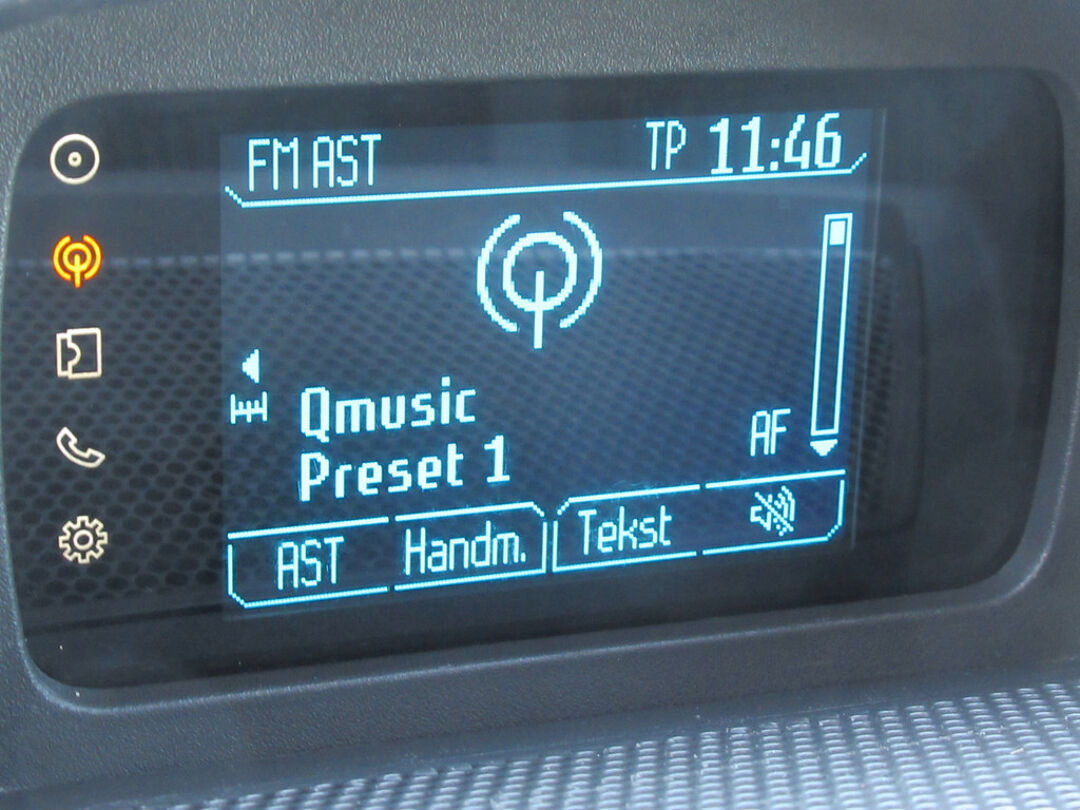 FM AST TP 11:46
Qmusic
Preset 1 AF
AST Handm. Tekst